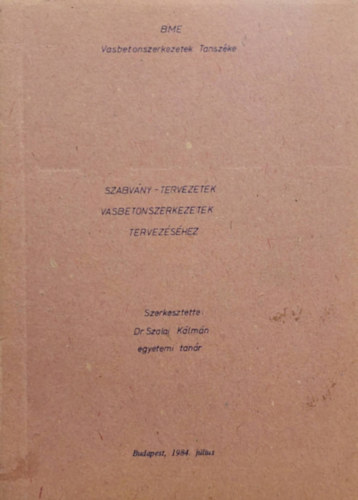 BME
Vasbetonszerkezetek Tanszéke
SZABVÁNY-TERVEZETEK
VASBETONSZERKEZETEK
TERVEZÉSÉHEZ
Szerkesztette
Dr. Szalai Kálmán
egyetemi tanár
Budapest, 1984. július